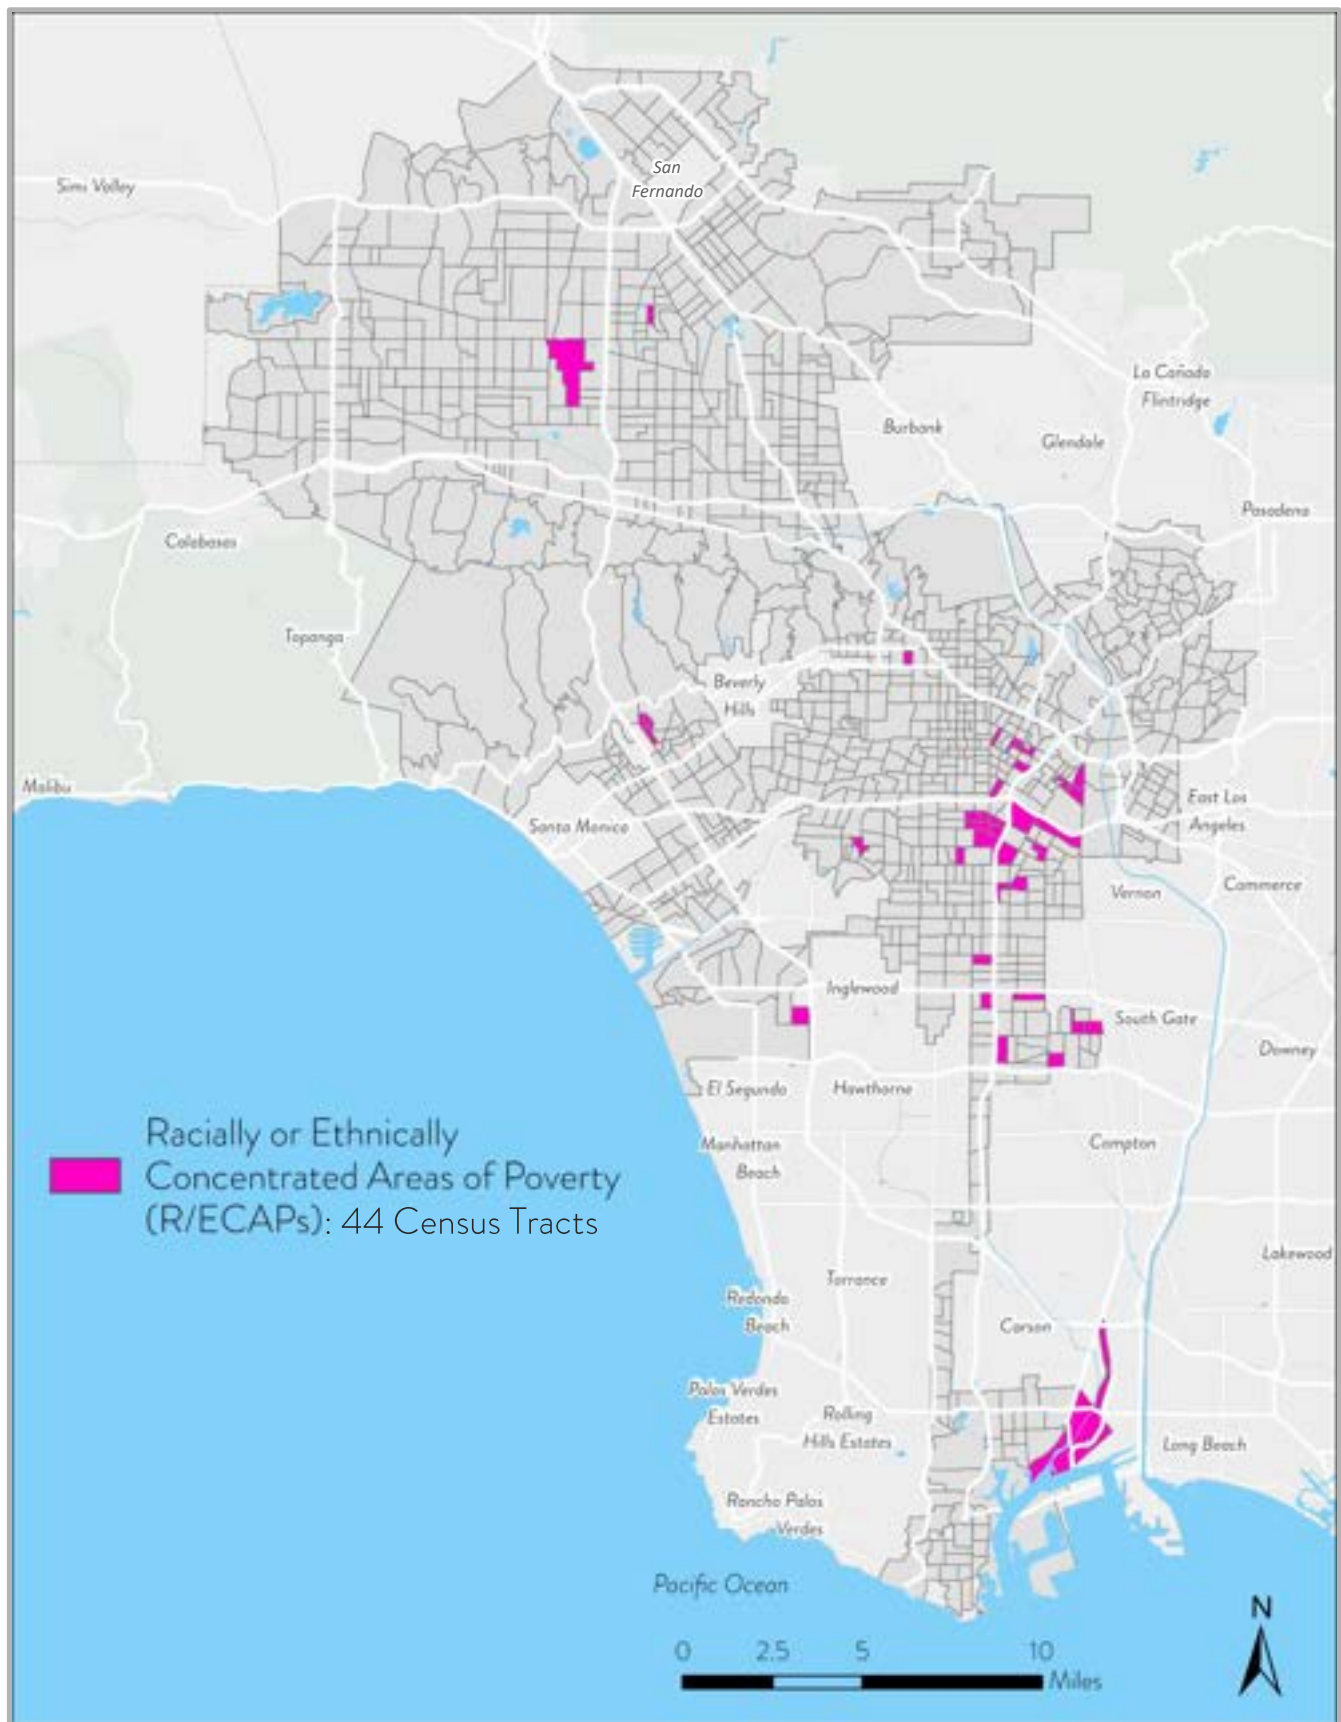 San
Fernando
Simi Valley
La Cañada
Flintridge
Burbank
Glendale
Pasadena
Calabasas
Topanga
Beverly
Hills
Malibu
Santa Monica
East Los
Angeles
Vernon
Commerce
Inglewood
South Gate
Downey
El Segundo
Hawthorne
Manhattan
Beach
Compton
Racially or Ethnically
Concentrated Areas of Poverty
(R/ECAPs): 44 Census Tracts
Lakewood
Torrance
Redondo
Beach
Carson
Palos Verdes
Estates
Rolling
Hills Estates
Long Beach
Rancho Palos
Verdes
Pacific Ocean
N
0 2.5 5 10
Miles